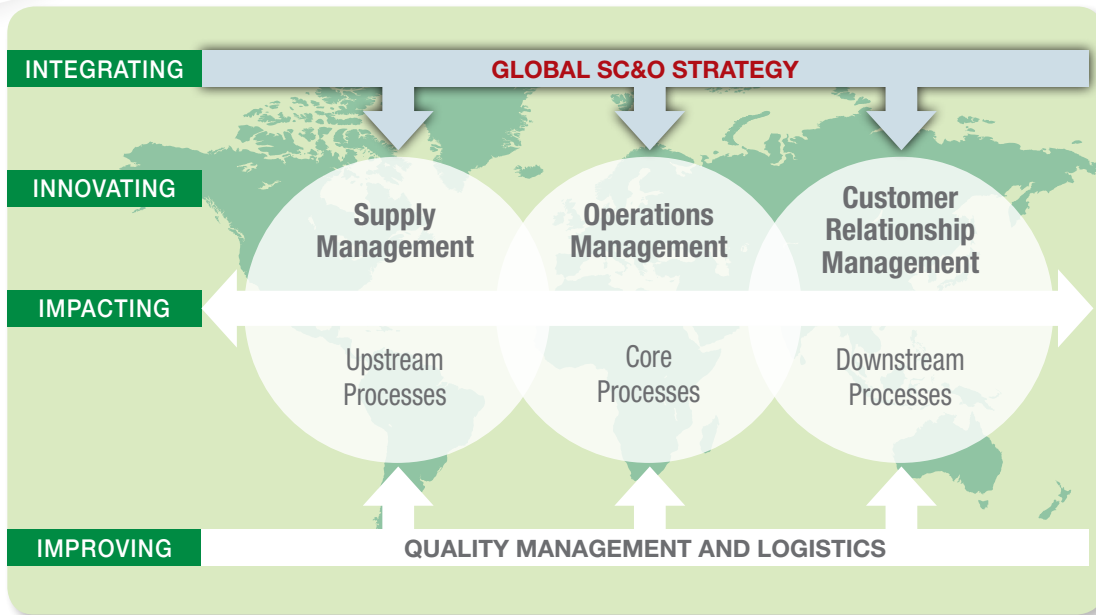 INTEGRATING
GLOBAL SC&O STRATEGY
INNOVATING
Supply
Management
Operations
Management
Customer
Relationship
Management
IMPACTING
Upstream
Processes
Core
Processes
Downstream
Processes
IMPROVING
QUALITY MANAGEMENT AND LOGISTICS